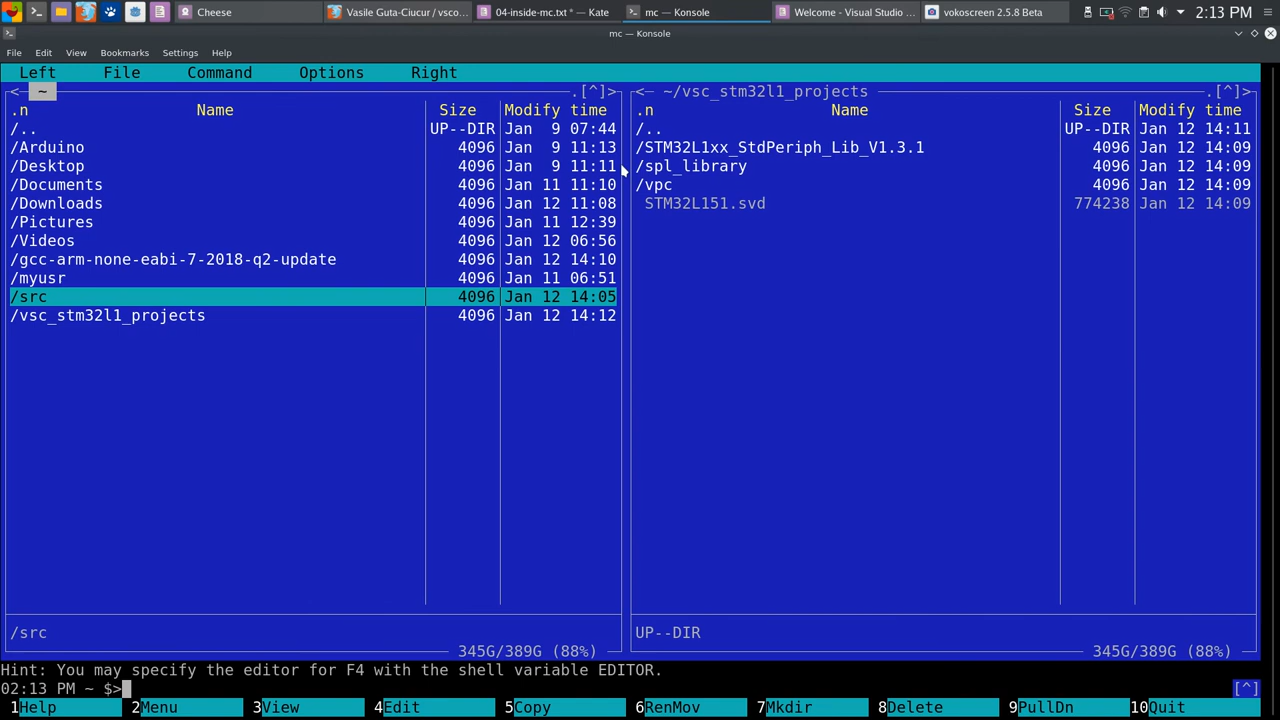 Cheese Vasile Guta-Ciucur / vsco... 04-inside-mc.txt * — Kate mc — Konsole Welcome - Visual Studio ... vokoscreen 2.5.8 Beta 2:13 PM
mc — Konsole
File Edit View Bookmarks Settings Help
Left File Command Options Right
<— ~ .[^]> <— ~/vsc_stm32l1_projects .[^]>
.n Name Size Modify time .n Name Size Modify time
/.. UP--DIR Jan 9 07:44 /.. UP--DIR Jan 12 14:11
/Arduino 4096 Jan 9 11:13 /STM32L1xx_StdPeriph_Lib_V1.3.1 4096 Jan 12 14:09
/Desktop 4096 Jan 9 11:11 /spl_library 4096 Jan 12 14:09
/Documents 4096 Jan 11 11:10 /vpc 4096 Jan 12 14:09
/Downloads 4096 Jan 12 11:08 STM32L151.svd 774238 Jan 12 14:09
/Pictures 4096 Jan 11 12:39
/Videos 4096 Jan 12 06:56
/gcc-arm-none-eabi-7-2018-q2-update 4096 Jan 12 14:10
/myusr 4096 Jan 11 06:51
/src 4096 Jan 12 14:05
/vsc_stm32l1_projects 4096 Jan 12 14:12
/src UP--DIR
345G/389G (88%) 345G/389G (88%)
Hint: You may specify the editor for F4 with the shell variable EDITOR.
02:13 PM ~ $> [^]
1Help 2Menu 3View 4Edit 5Copy 6RenMov 7Mkdir 8Delete 9PullDn 10Quit